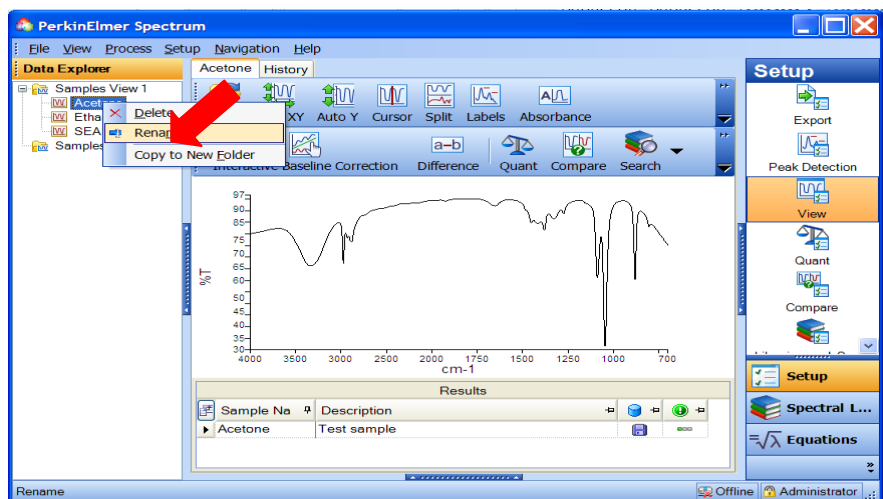 PerkinElmer Spectrum
File View Process Setup Navigation Help
Data Explorer
Samples View 1
Acetone
Etha
SEA
Samples
Delete
Rename
Copy to New Folder
Acetone History
XY Auto Y Cursor Split Labels Absorbance
A
Interactive Baseline Correction Difference Quant Compare Search
a-b
97
90
85
75
70
65
60
50
45
40
35
30
%T
4000 3500 3000 2500 2000 1750 1500 1250 1000 700
cm-1
Results
Sample Na Description
Acetone Test sample
Setup
Export
Peak Detection
View
Quant
Compare
Setup
Spectral L...
Equations
Rename
Offline Administrator